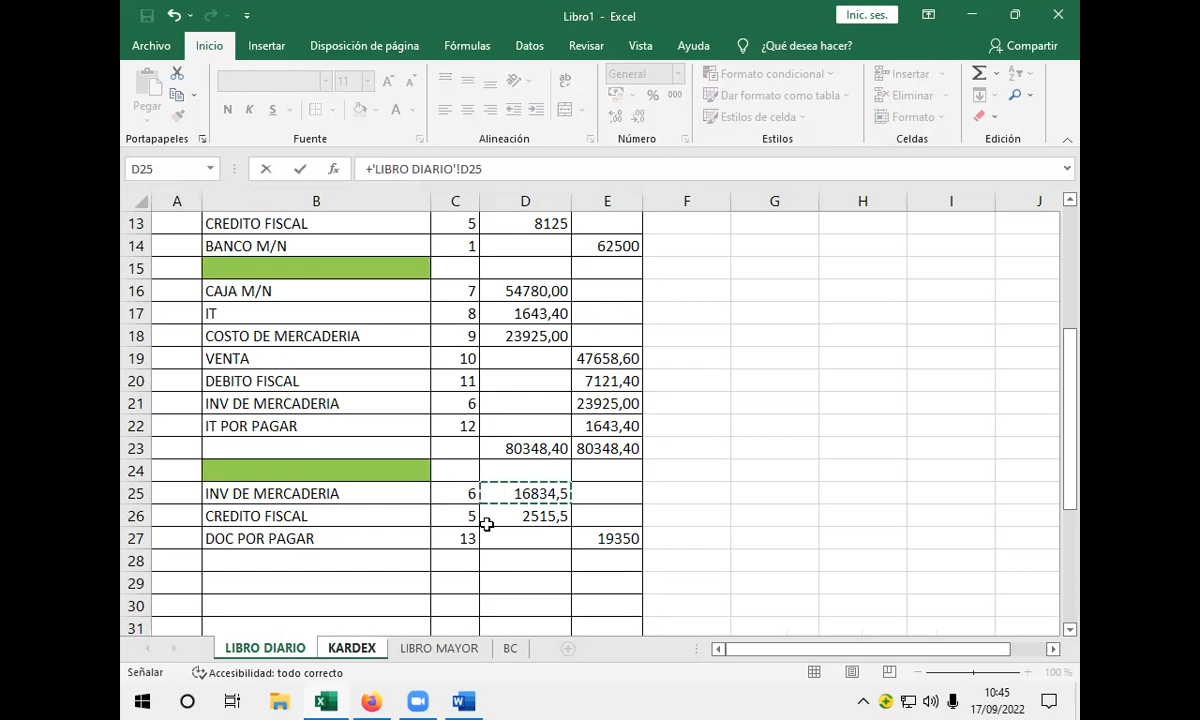 Libro1 - Excel
Inic. ses.
Archivo Inicio Insertar Disposición de página Fórmulas Datos Revisar Vista Ayuda ¿Qué desea hacer? Compartir
Pegar
11
N K S
General
% 000
Formato condicional
Dar formato como tabla
Estilos de celda
Insertar
Eliminar
Formato
Portapapeles Fuente Alineación Número Estilos Celdas Edición
D25 fx +'LIBRO DIARIO'!D25
A B C D E F G H I J
13 CREDITO FISCAL 5 8125
14 BANCO M/N 1 62500
15
16 CAJA M/N 7 54780,00
17 IT 8 1643,40
18 COSTO DE MERCADERIA 9 23925,00
19 VENTA 10 47658,60
20 DEBITO FISCAL 11 7121,40
21 INV DE MERCADERIA 6 23925,00
22 IT POR PAGAR 12 1643,40
23 80348,40 80348,40
24
25 INV DE MERCADERIA 6 16834,5
26 CREDITO FISCAL 5 2515,5
27 DOC POR PAGAR 13 19350
28
29
30
31
LIBRO DIARIO KARDEX LIBRO MAYOR BC
Señalar Accesibilidad: todo correcto 100 %
10:45
17/09/2022